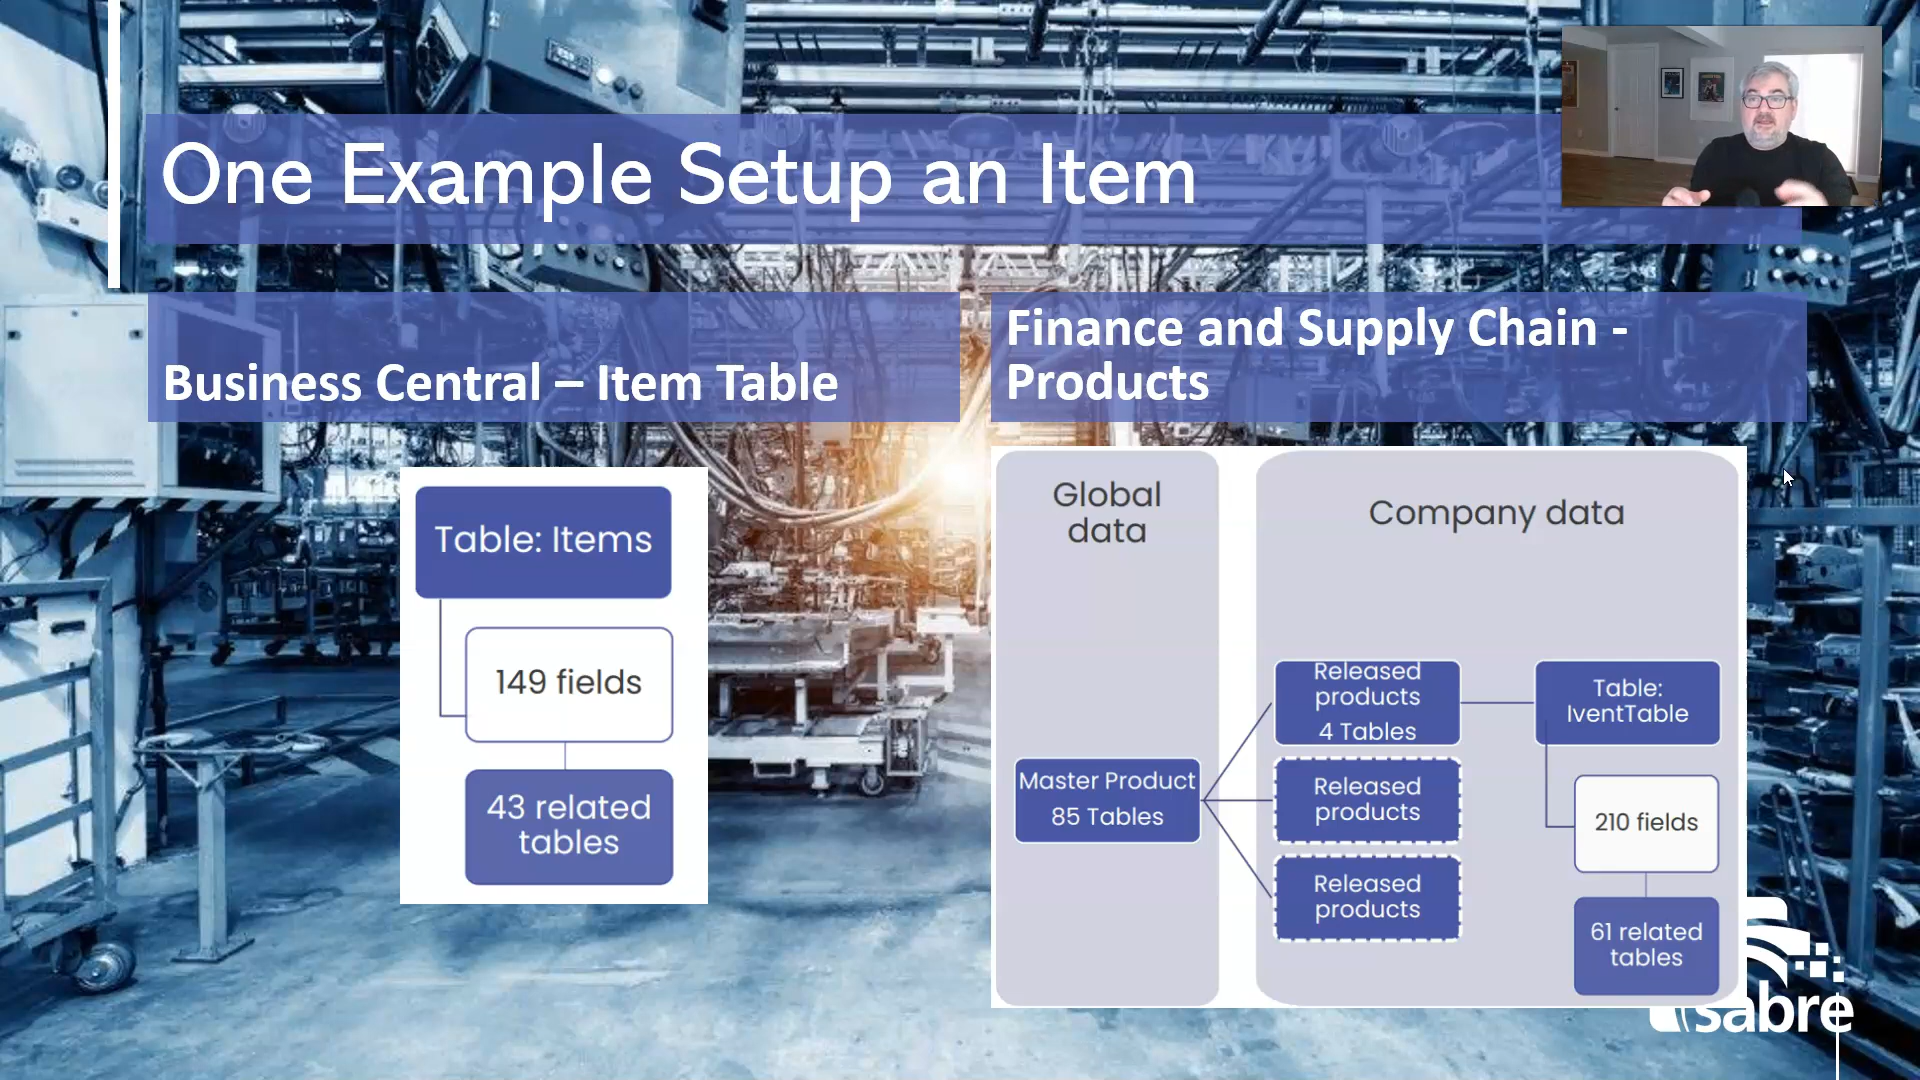 One Example Setup an Item
Business Central – Item Table
Finance and Supply Chain -
Products
Table: Items
149 fields
43 related
tables
Global
data
Company data
Master Product
85 Tables
Released
products
4 Tables
Released
products
Released
products
Table:
IventTable
210 fields
61 related
tables
sabre